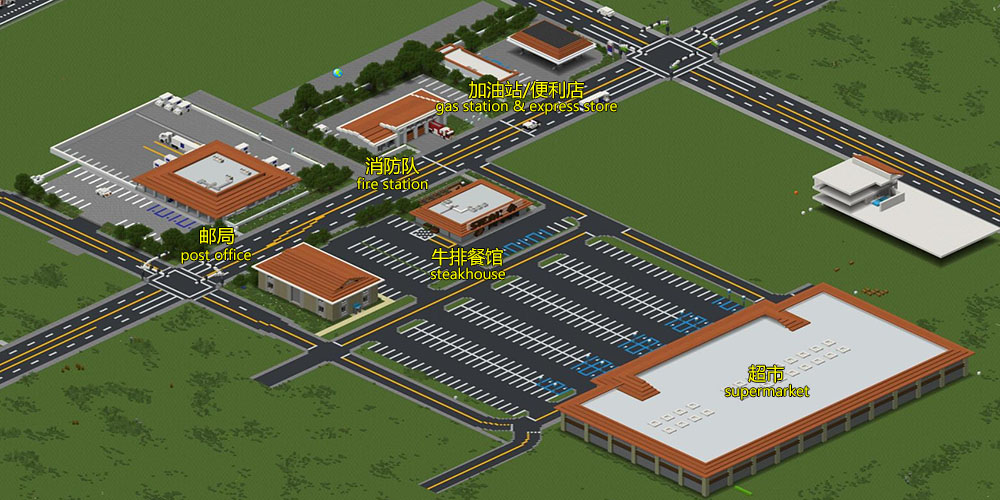 加油站/便利店
gas station & express store
消防队
fire station
邮局
post office
牛排餐馆
steakhouse
超市
supermarket